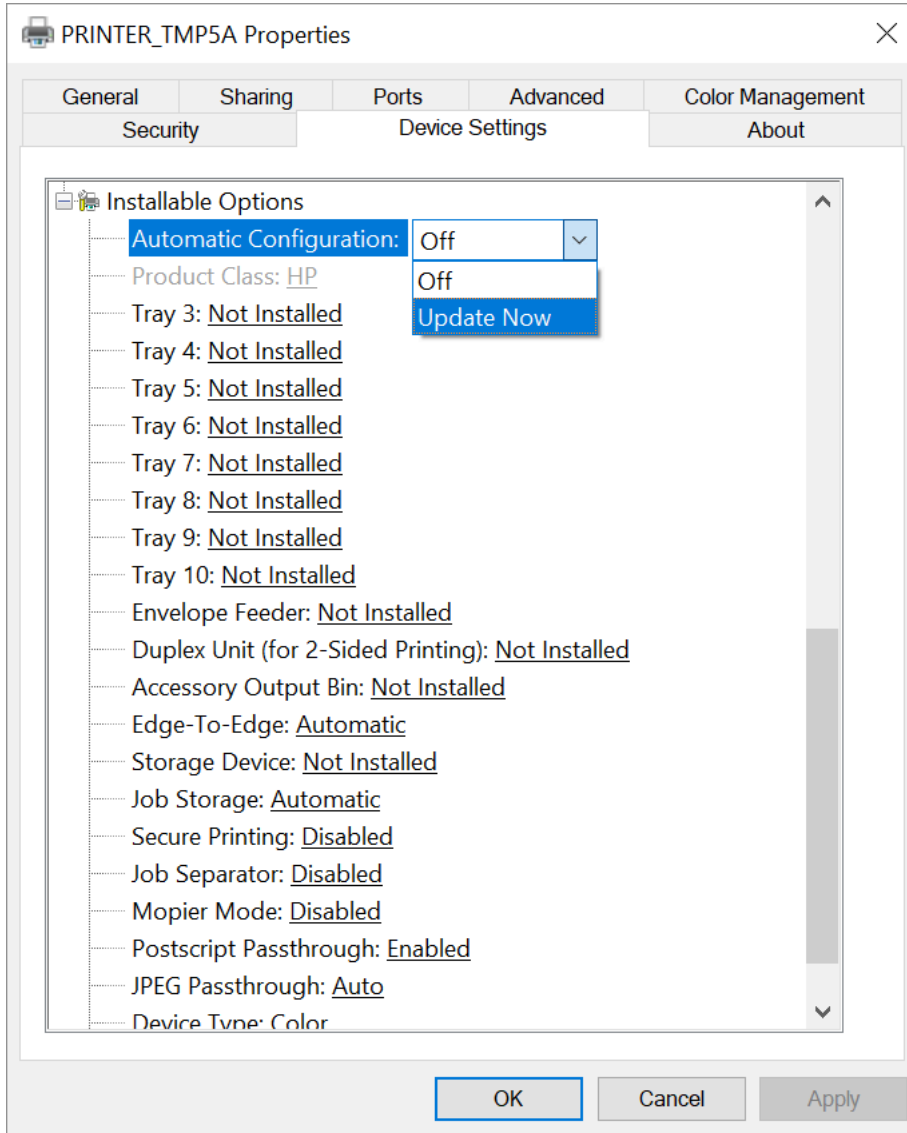 PRINTER_TMP5A Properties
General Sharing Ports Advanced Color Management
Security Device Settings About
Installable Options
Automatic Configuration: Off
Off
Product Class: HP
Update Now
Tray 3: Not Installed
Tray 4: Not Installed
Tray 5: Not Installed
Tray 6: Not Installed
Tray 7: Not Installed
Tray 8: Not Installed
Tray 9: Not Installed
Tray 10: Not Installed
Envelope Feeder: Not Installed
Duplex Unit (for 2-Sided Printing): Not Installed
Accessory Output Bin: Not Installed
Edge-To-Edge: Automatic
Storage Device: Not Installed
Job Storage: Automatic
Secure Printing: Disabled
Job Separator: Disabled
Mopier Mode: Disabled
Postscript Passthrough: Enabled
JPEG Passthrough: Auto
Device Type: Color
OK Cancel Apply